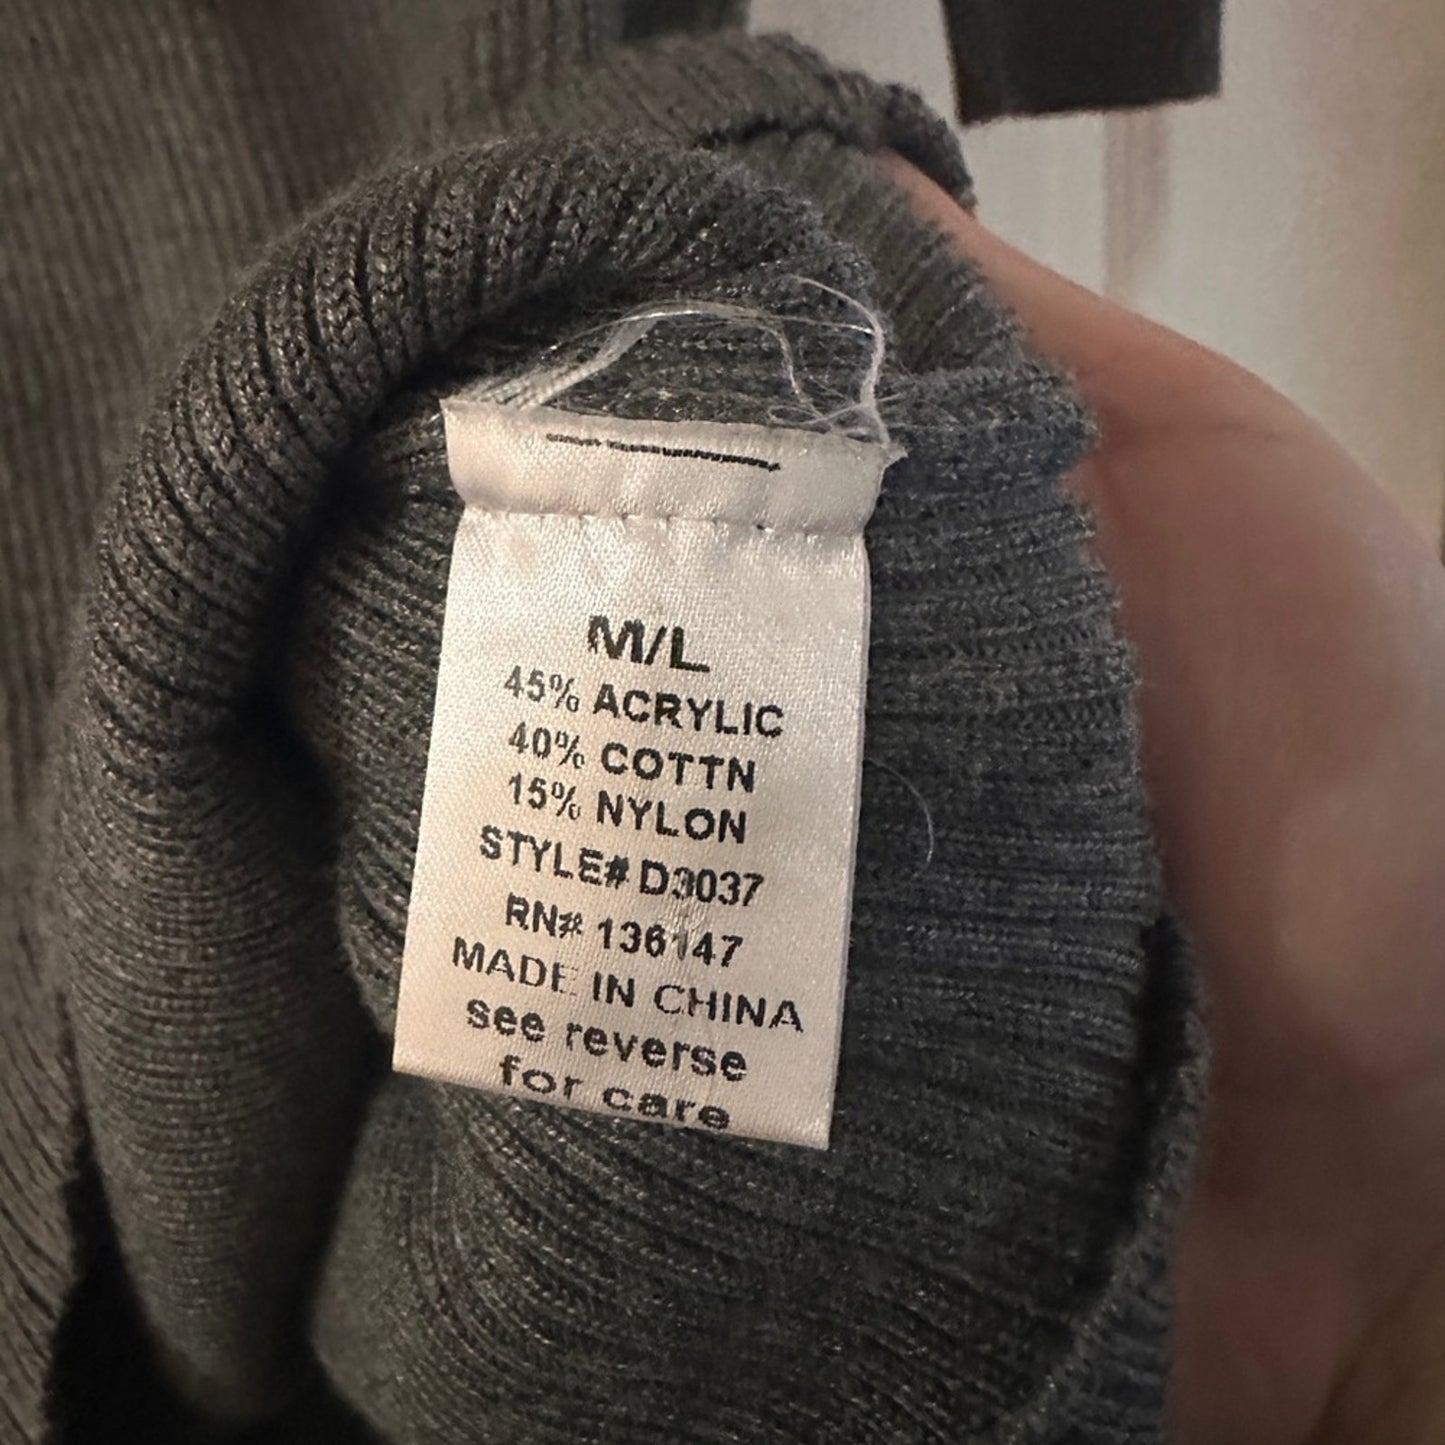 M/L
45% ACRYLIC
40% COTTN
15% NYLON
STYLE# D3037
RN# 136147
MADE IN CHINA
see reverse
for care